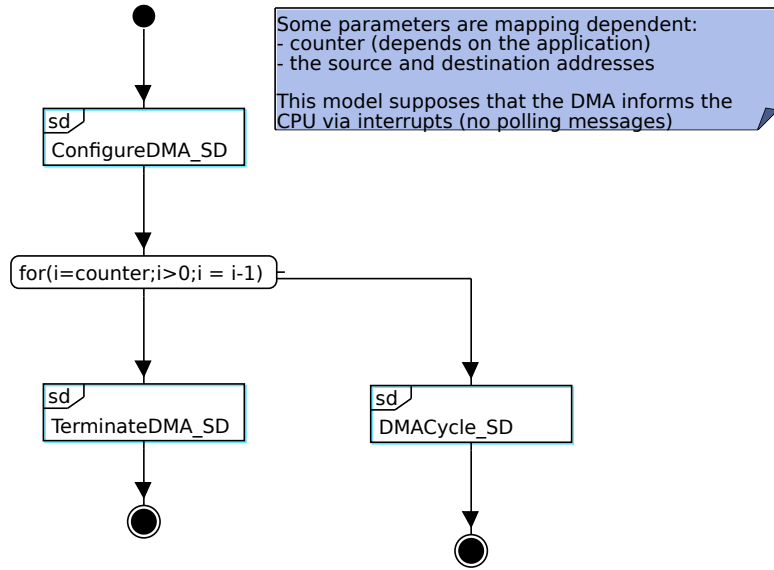 Some parameters are mapping dependent:
- counter (depends on the application)
- the source and destination addresses
This model supposes that the DMA informs the
CPU via interrupts (no polling messages)
sd
ConfigureDMA_SD
for(i=counter;i>0;i = i-1)
sd
TerminateDMA_SD
sd
DMACycle_SD